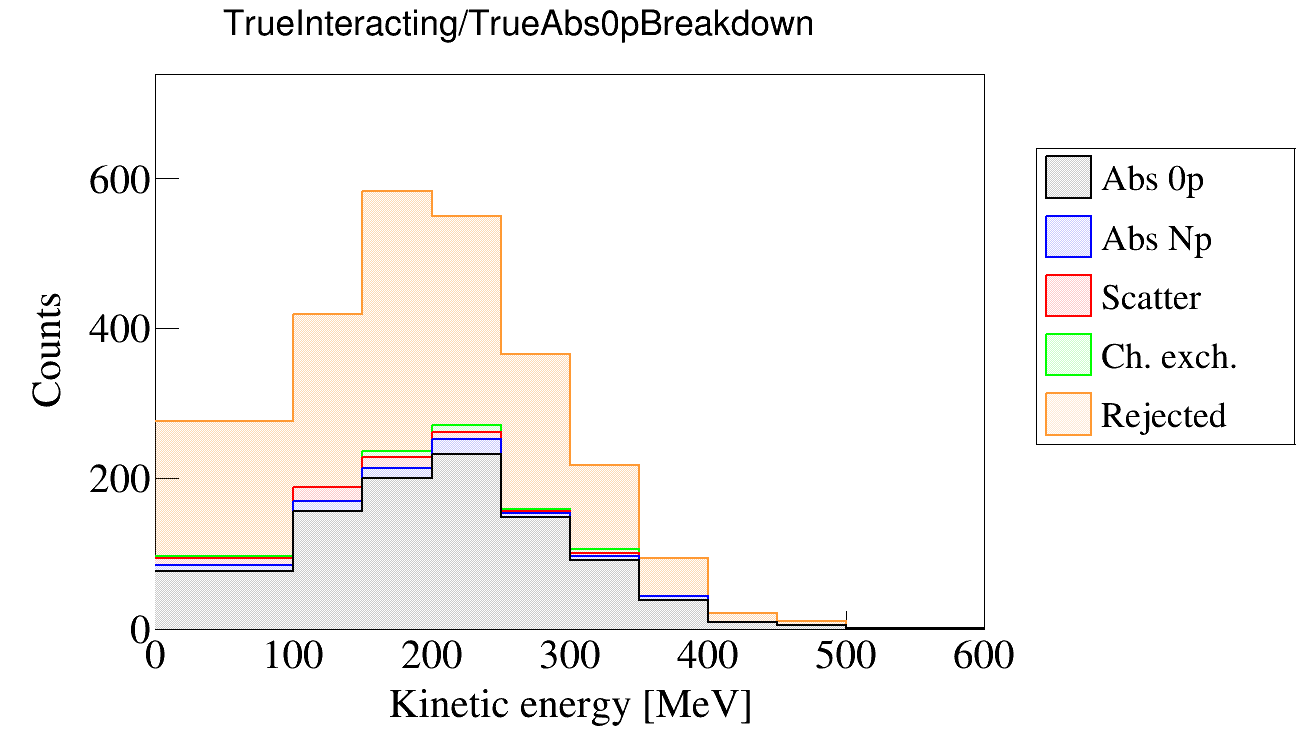 TrueInteracting/TrueAbs0pBreakdown
Counts
600
400
200
0
0 100 200 300 400 500 600
Kinetic energy [MeV]
Abs 0p
Abs Np
Scatter
Ch. exch.
Rejected